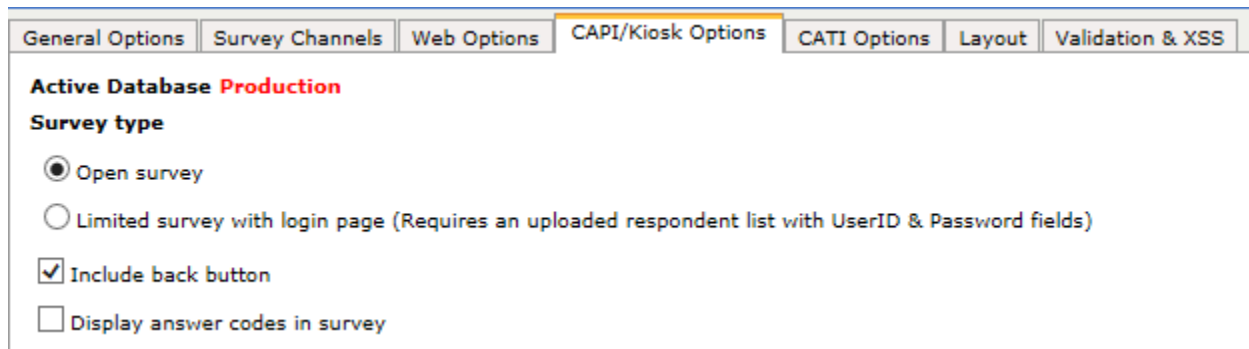 General Options Survey Channels Web Options CAPI/Kiosk Options CATI Options Layout Validation & XSS
Active Database Production
Survey type
Open survey
Limited survey with login page (Requires an uploaded respondent list with UserID & Password fields)
Include back button
Display answer codes in survey